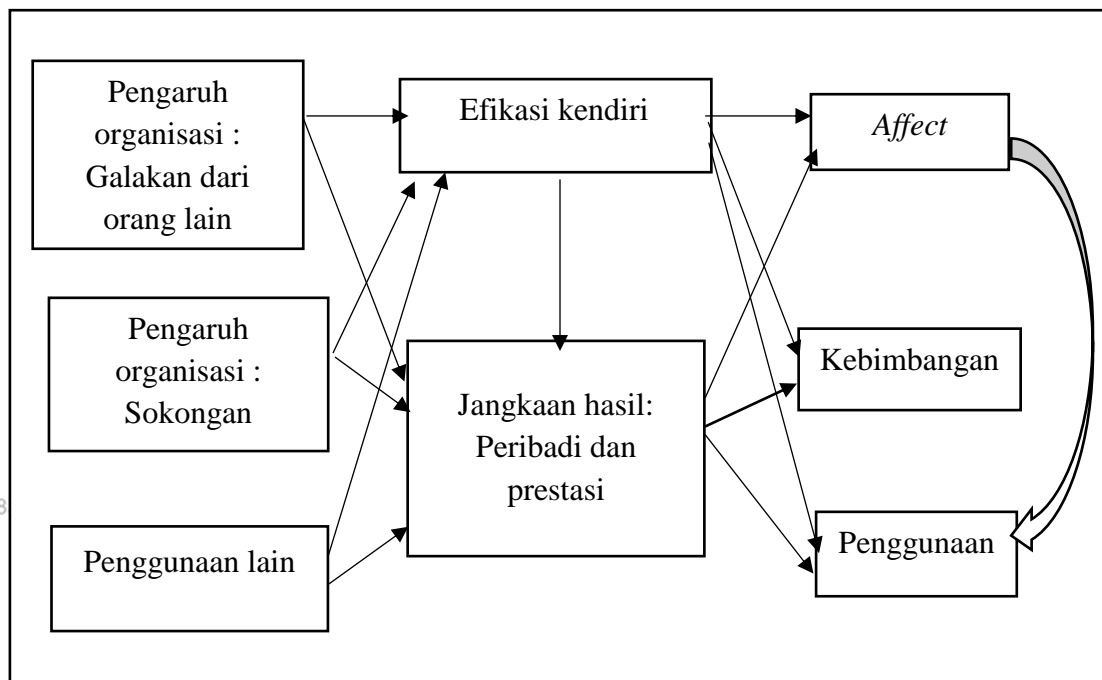 Pengaruh
organisasi :
Galakan dari
orang lain
Efikasi kendiri
Affect
Pengaruh
organisasi :
Sokongan
Jangkaan hasil:
Peribadi dan
prestasi
Kebimbangan
Penggunaan lain
Penggunaan